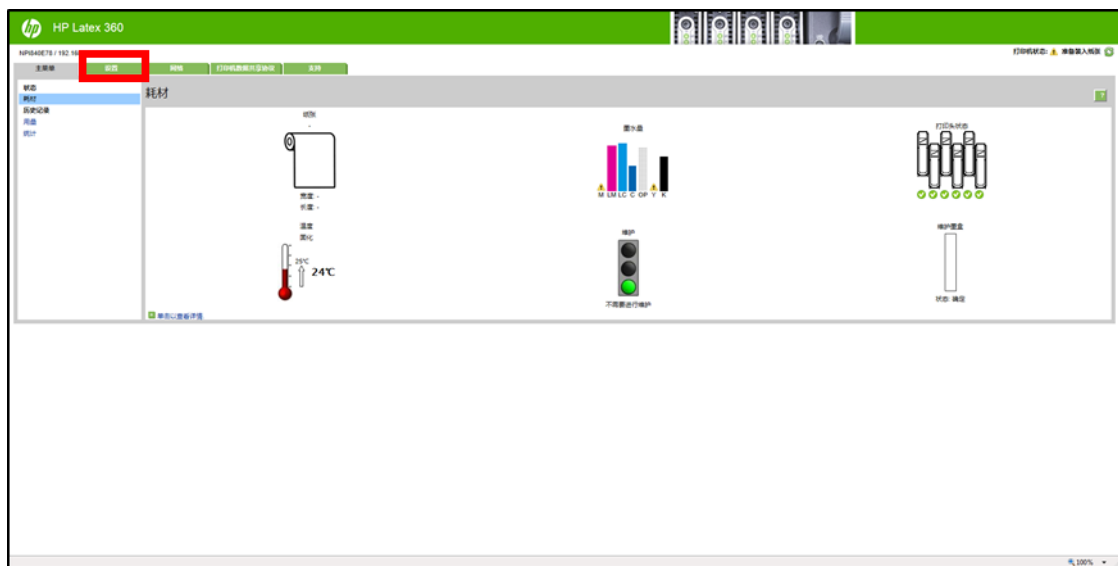 HP Latex 360
NPI840E78 / 192.168
打印机状态: 准备装入纸张
主菜单 设置 网络 打印机数据共享协议 支持
状态
耗材
历史记录
用量
统计
耗材
纸张
-
宽度 -
长度 -
墨水盒
M LM LC C OP Y K
打印头状态
温度
固化
25℃
24℃
维护
不需要进行维护
维护墨盒
状态: 确定
单击以查看详情
100%